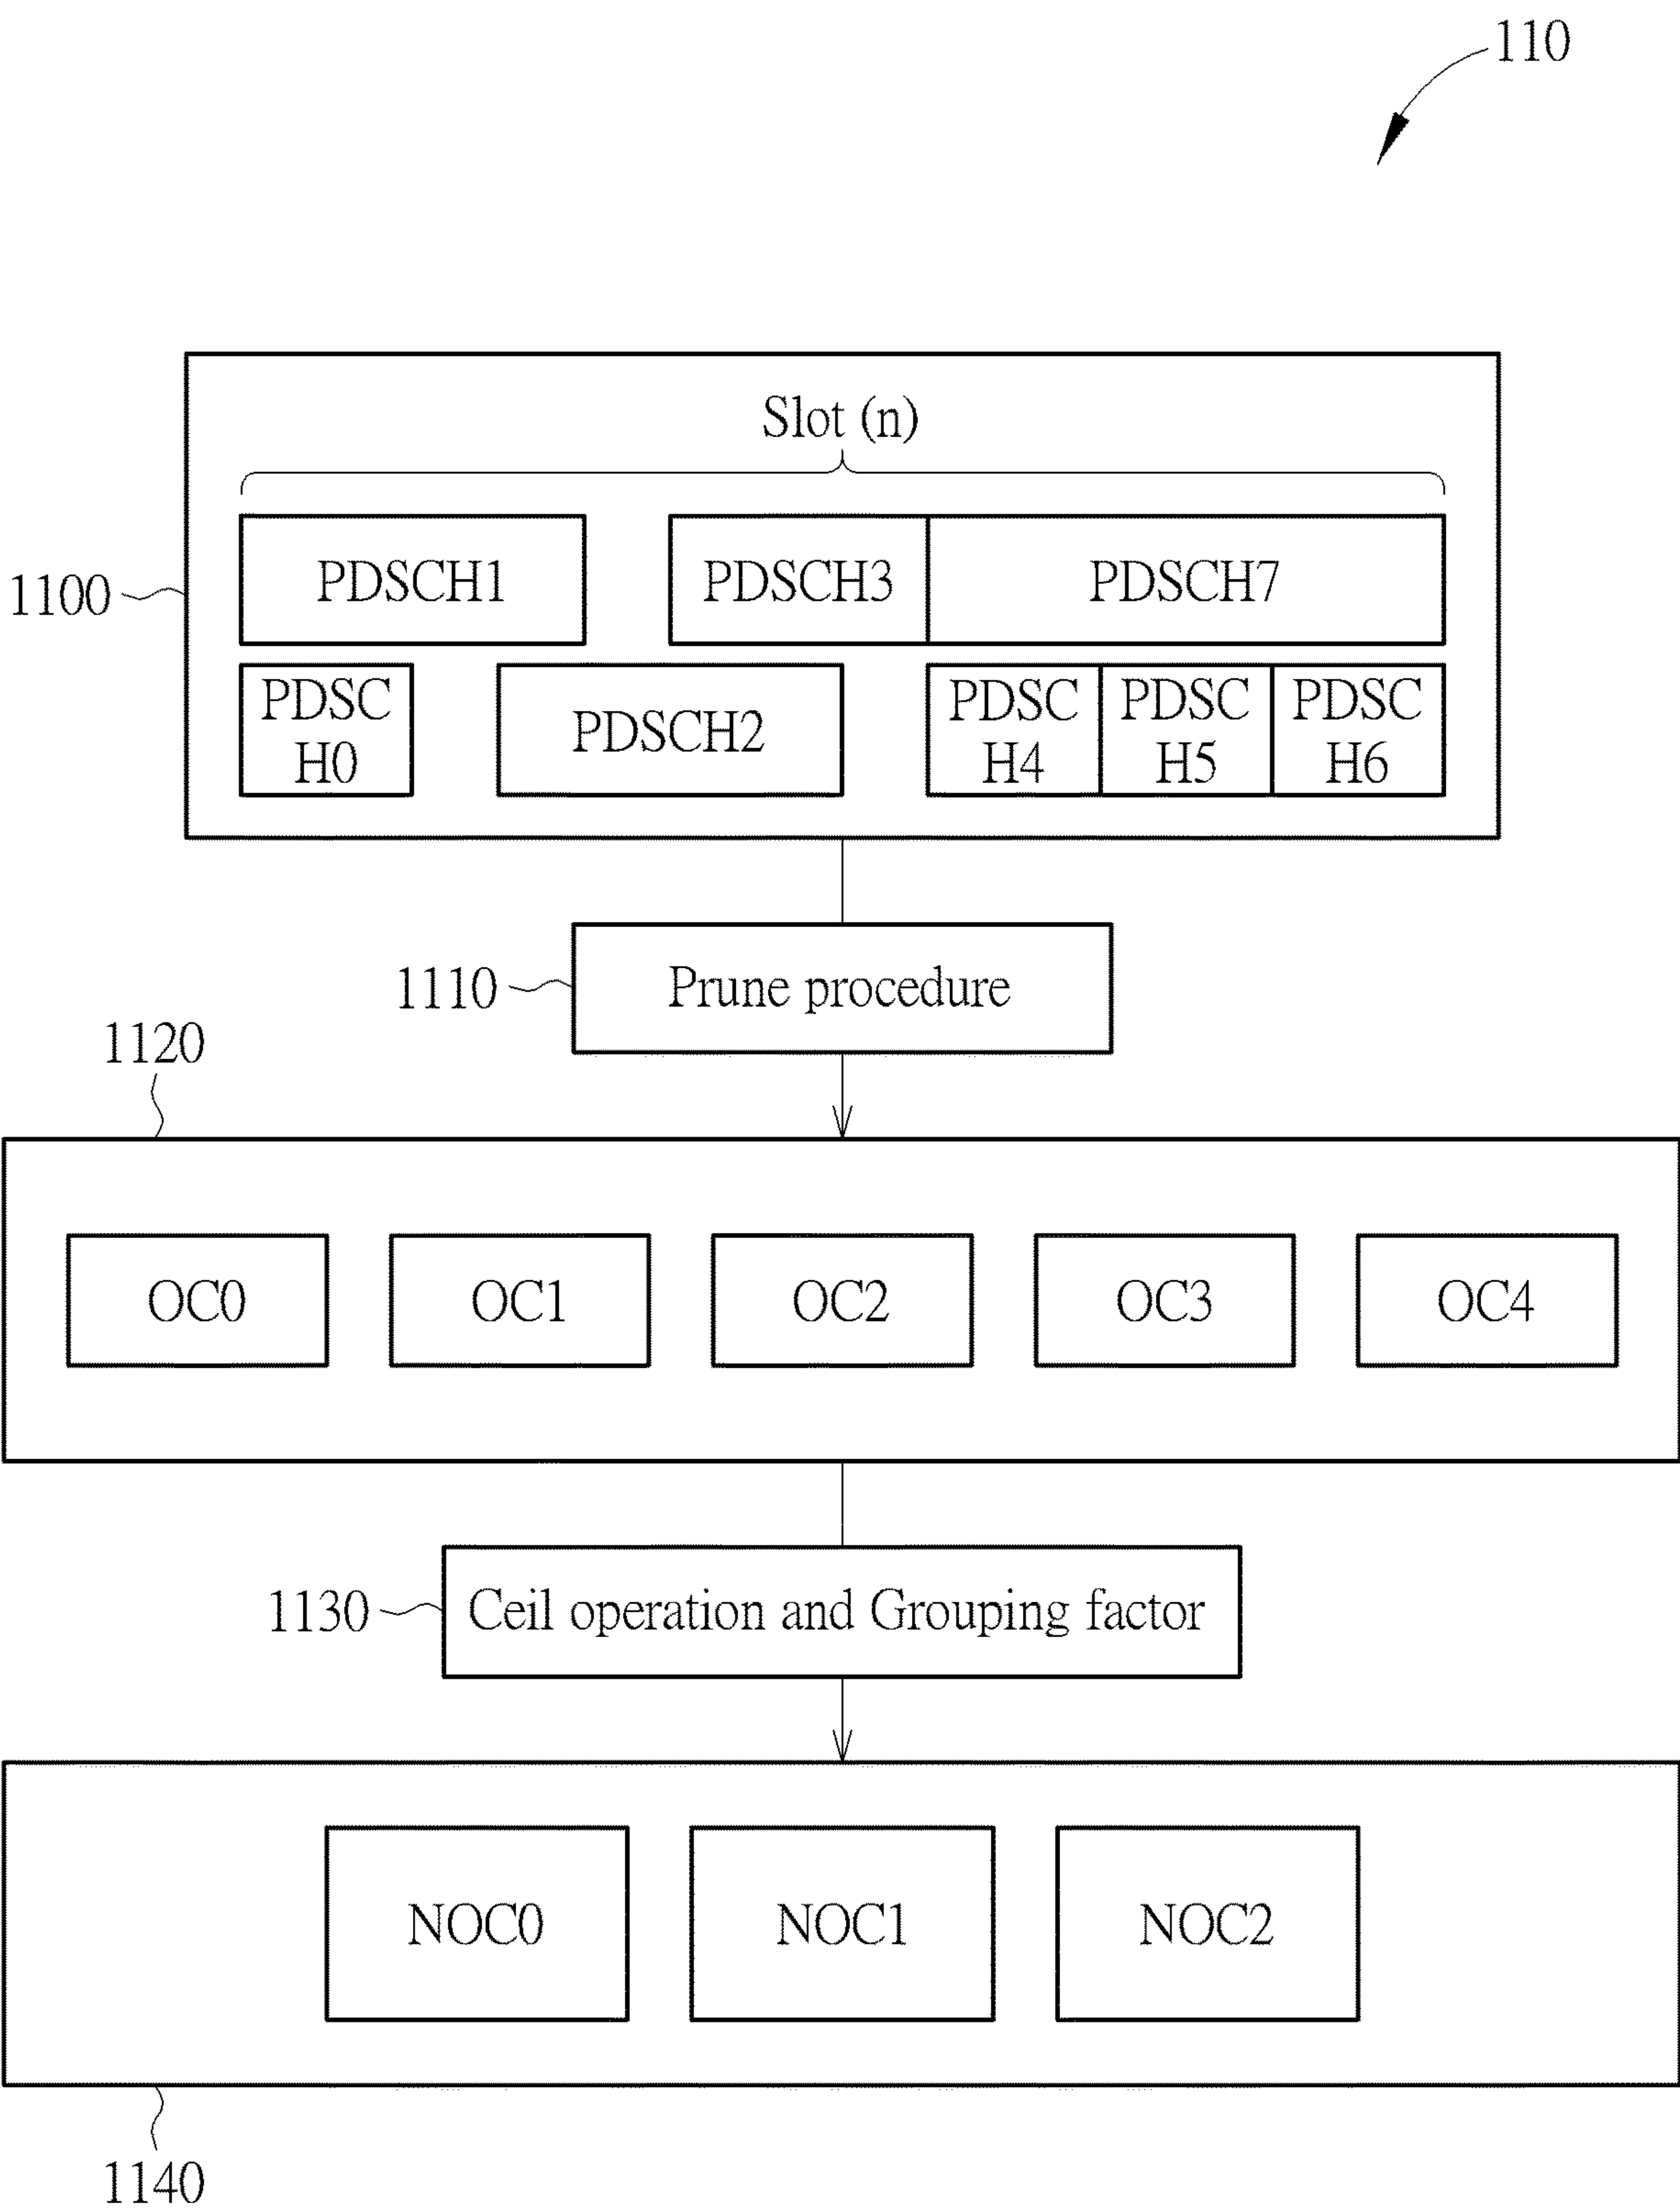 110
Slot (n)
1100
PDSCH1
PDSCH3
PDSCH7
PDSC
H0
PDSCH2
PDSC
H4
PDSC
H5
PDSC
H6
1110
Prune procedure
1120
OC0
OC1
OC2
OC3
OC4
1130
Ceil operation and Grouping factor
NOC0
NOC1
NOC2
1140